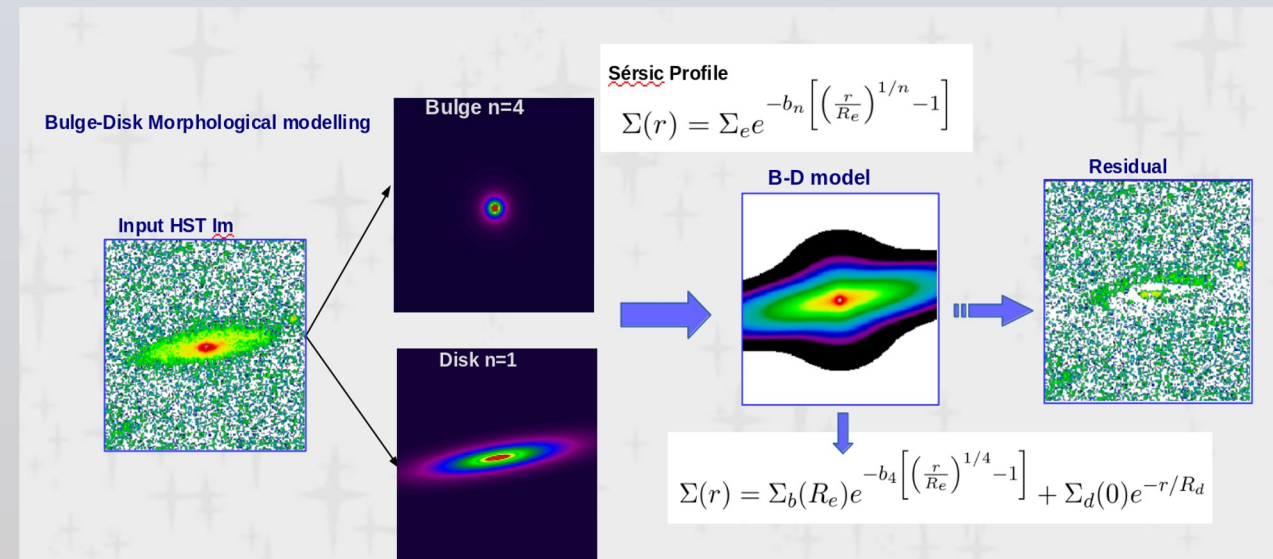 Bulge-Disk Morphological modelling
Input HST Im
Bulge n=4
Disk n=1
Sérsic Profile
Σ(r) = Σ_e e^{-b_n[(r/R_e)^{1/n} -1]}
B-D model
Residual
Σ(r) = Σ_b(R_e)e^{-b_4[(r/R_e)^{1/4} -1]} + Σ_d(0)e^{-r/R_d}